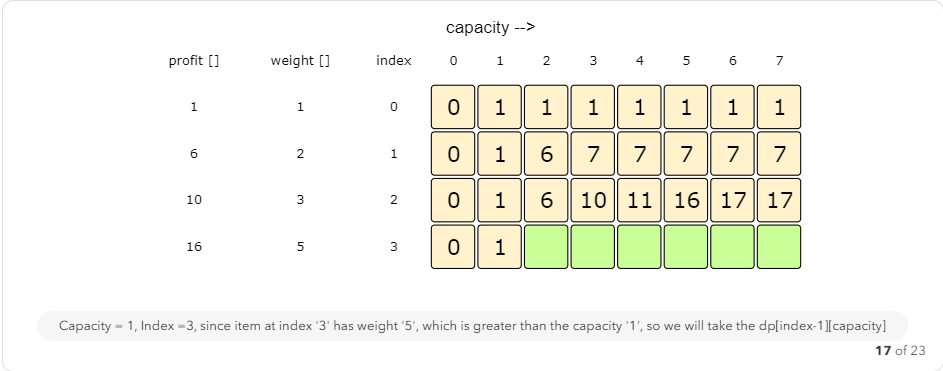 capacity -->
profit [] weight [] index 0 1 2 3 4 5 6 7
1 1 0 0 1 1 1 1 1 1 1
6 2 1 0 1 6 7 7 7 7 7
10 3 2 0 1 6 10 11 16 17 17
16 5 3 0 1
Capacity = 1, Index =3, since item at index '3' has weight '5', which is greater than the capacity '1', so we will take the dp[index-1][capacity]
17 of 23